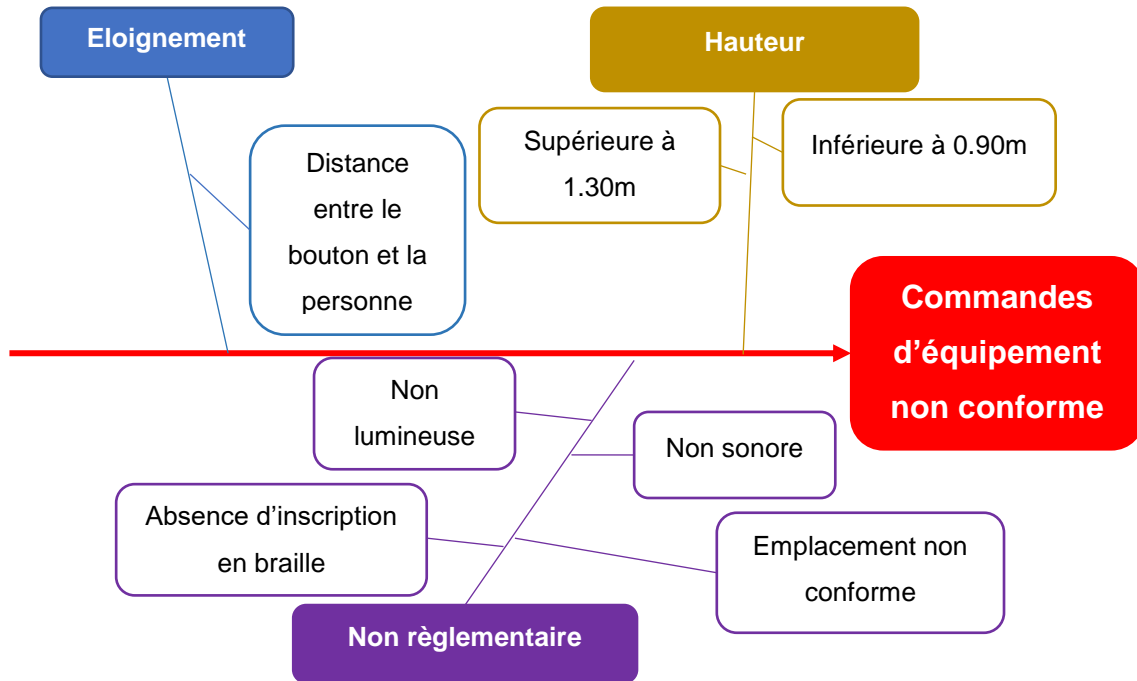 Eloignement
Hauteur
Distance
entre le
bouton et la
personne
Supérieure à
1.30m
Inférieure à 0.90m
Commandes
d’équipement
non conforme
Non
lumineuse
Non sonore
Absence d’inscription
en braille
Emplacement non
conforme
Non règlementaire